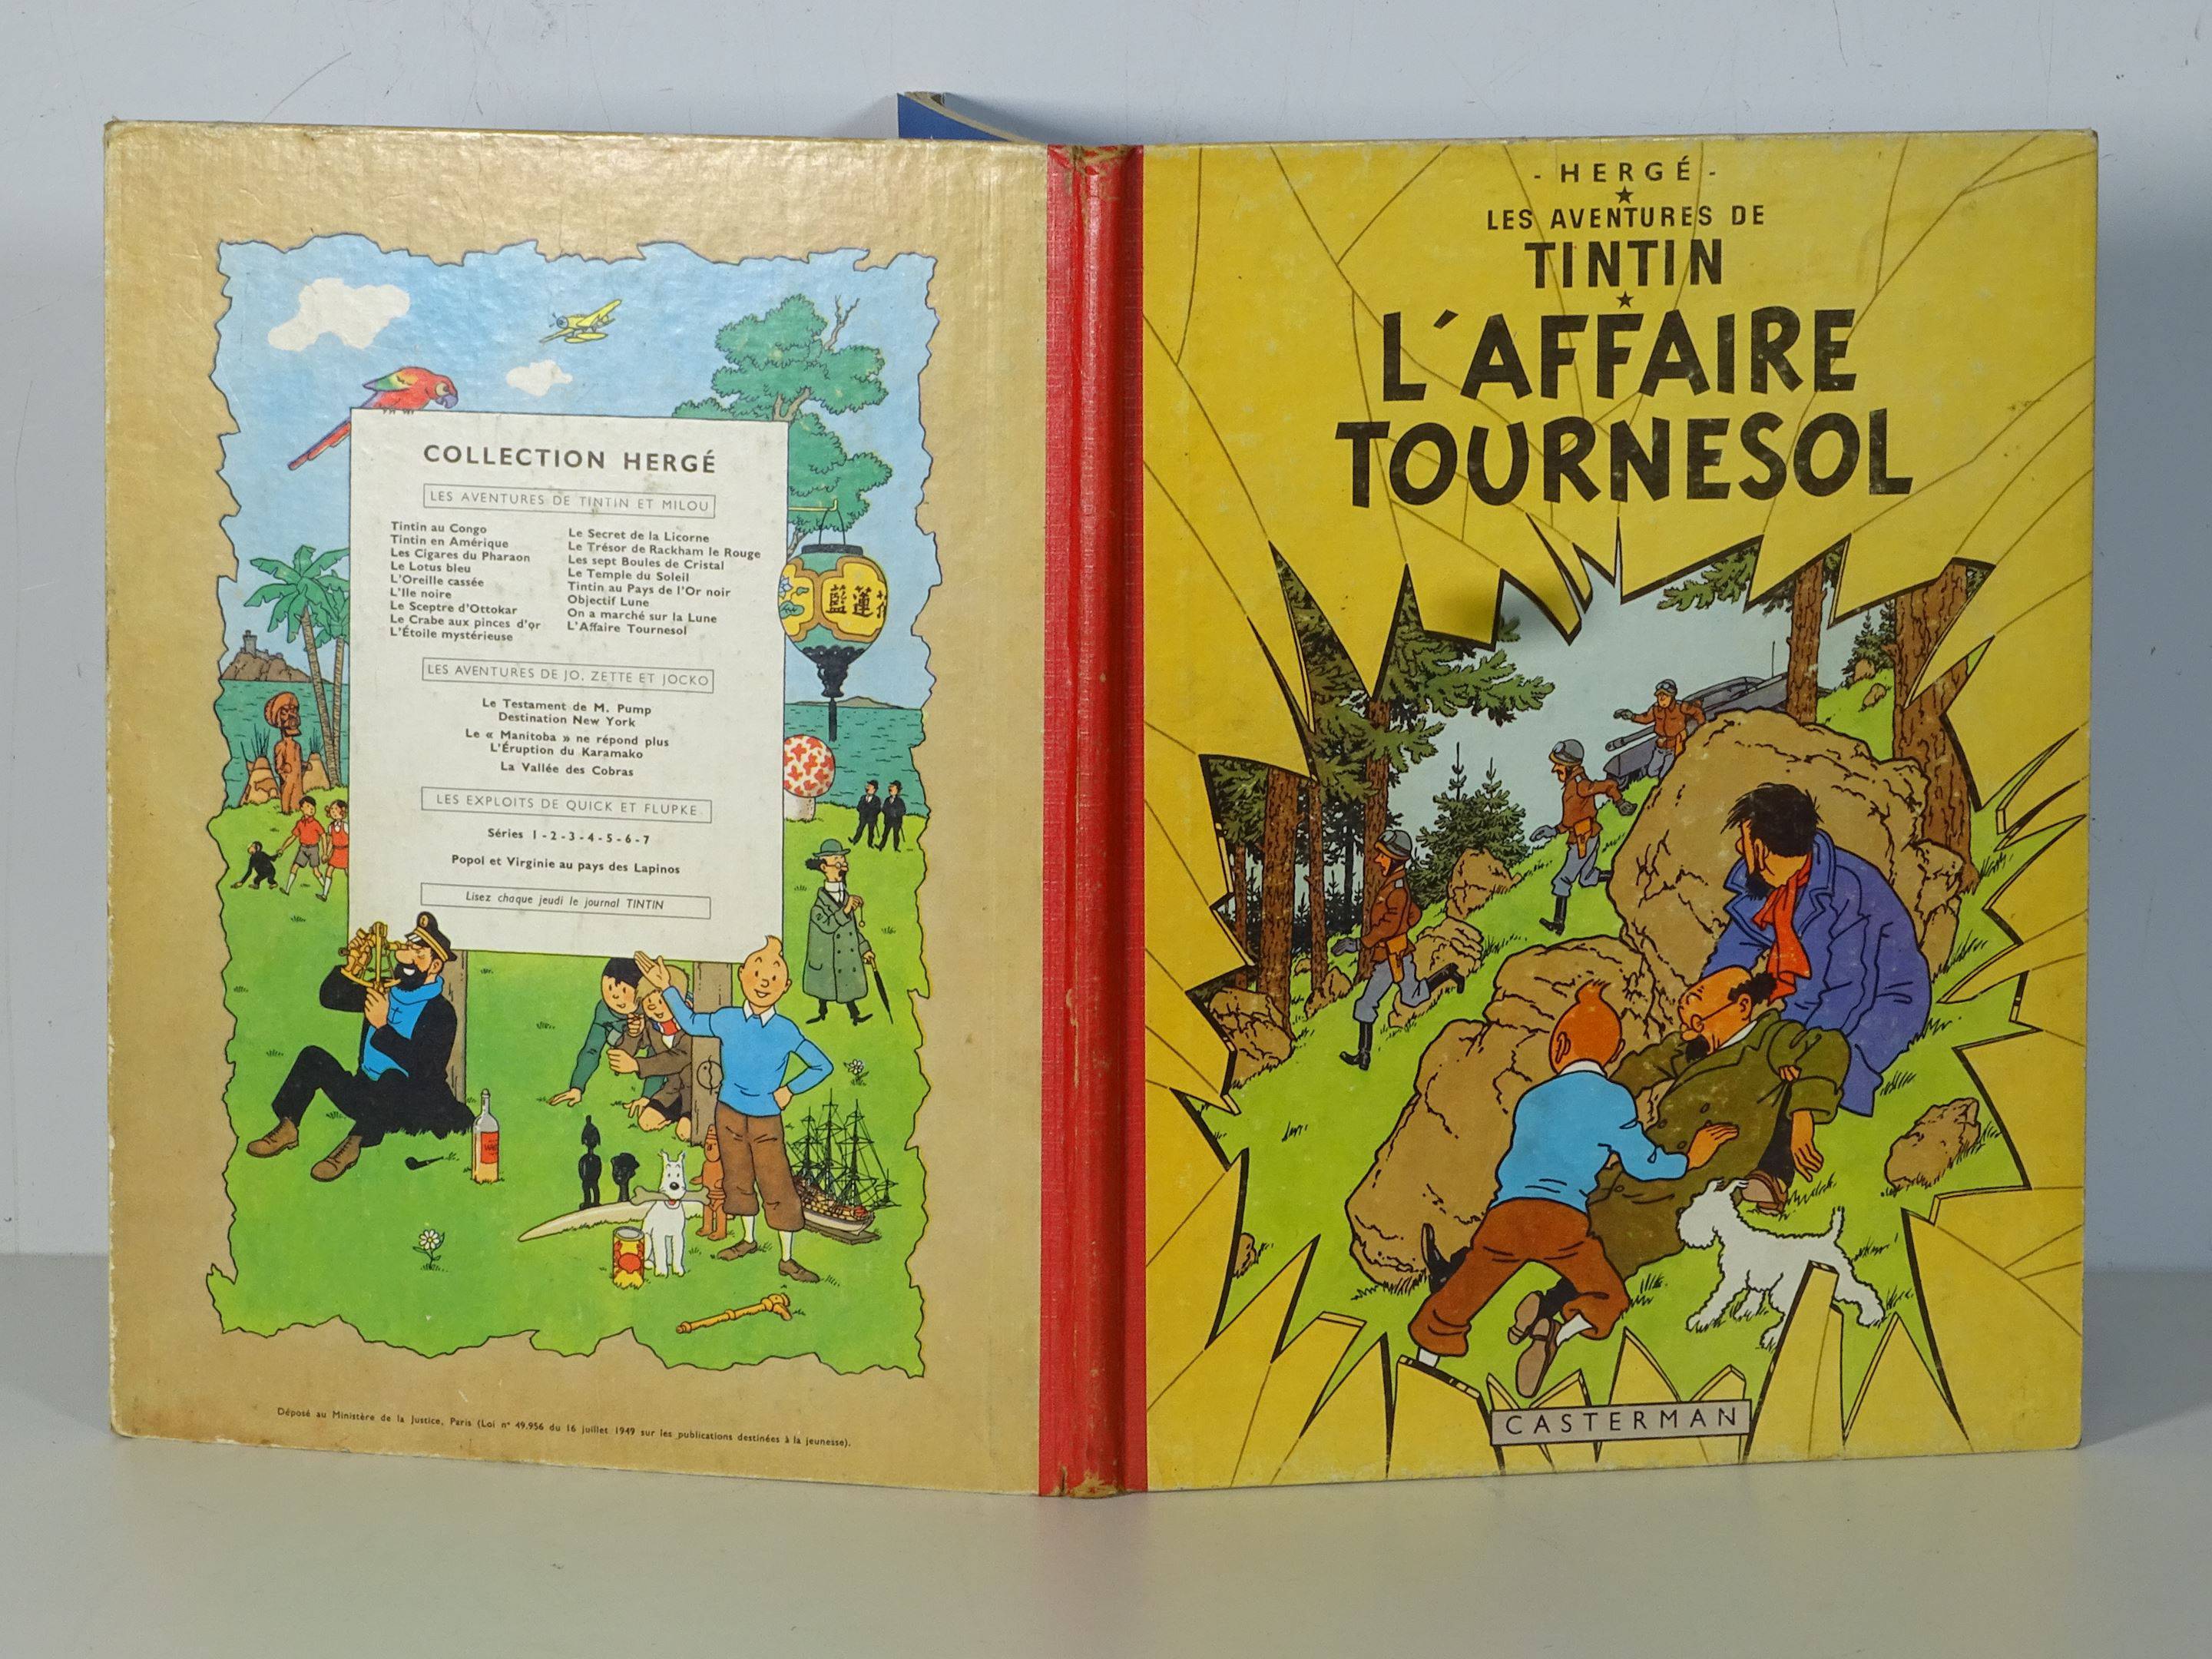 COLLECTION HERGÉ
LES AVENTURES DE TINTIN ET MILOU
Tintin au Congo
Tintin en Amérique
Les Cigares du Pharaon
Le Lotus bleu
L'Oreille cassée
L'Ile noire
Le Sceptre d'Ottokar
Le Crabe aux pinces d'or
L'Étoile mystérieuse
Le Secret de la Licorne
Le Trésor de Rackham le Rouge
Les sept Boules de Cristal
Le Temple du Soleil
Tintin au Pays de l'Or noir
Objectif Lune
On a marché sur la Lune
L'Affaire Tournesol
LES AVENTURES DE JO, ZETTE ET JOCKO
Le Testament de M. Pump
Destination New York
Le « Manitoba » ne répond plus
L'Éruption du Karamako
La Vallée des Cobras
LES EXPLOITS DE QUICK ET FLUPKE
Séries 1 - 2 - 3 - 4 - 5 - 6 - 7
Popol et Virginie au pays des Lapinos
Lisez chaque jeudi le journal TINTIN
藍蓮
Déposé au Ministère de la Justice, Paris (Loi n° 49.956 du 16 juillet 1949 sur les publications destinées à la jeunesse).
- HERGÉ -
LES AVENTURES DE
TINTIN
L'AFFAIRE
TOURNESOL
CASTERMAN